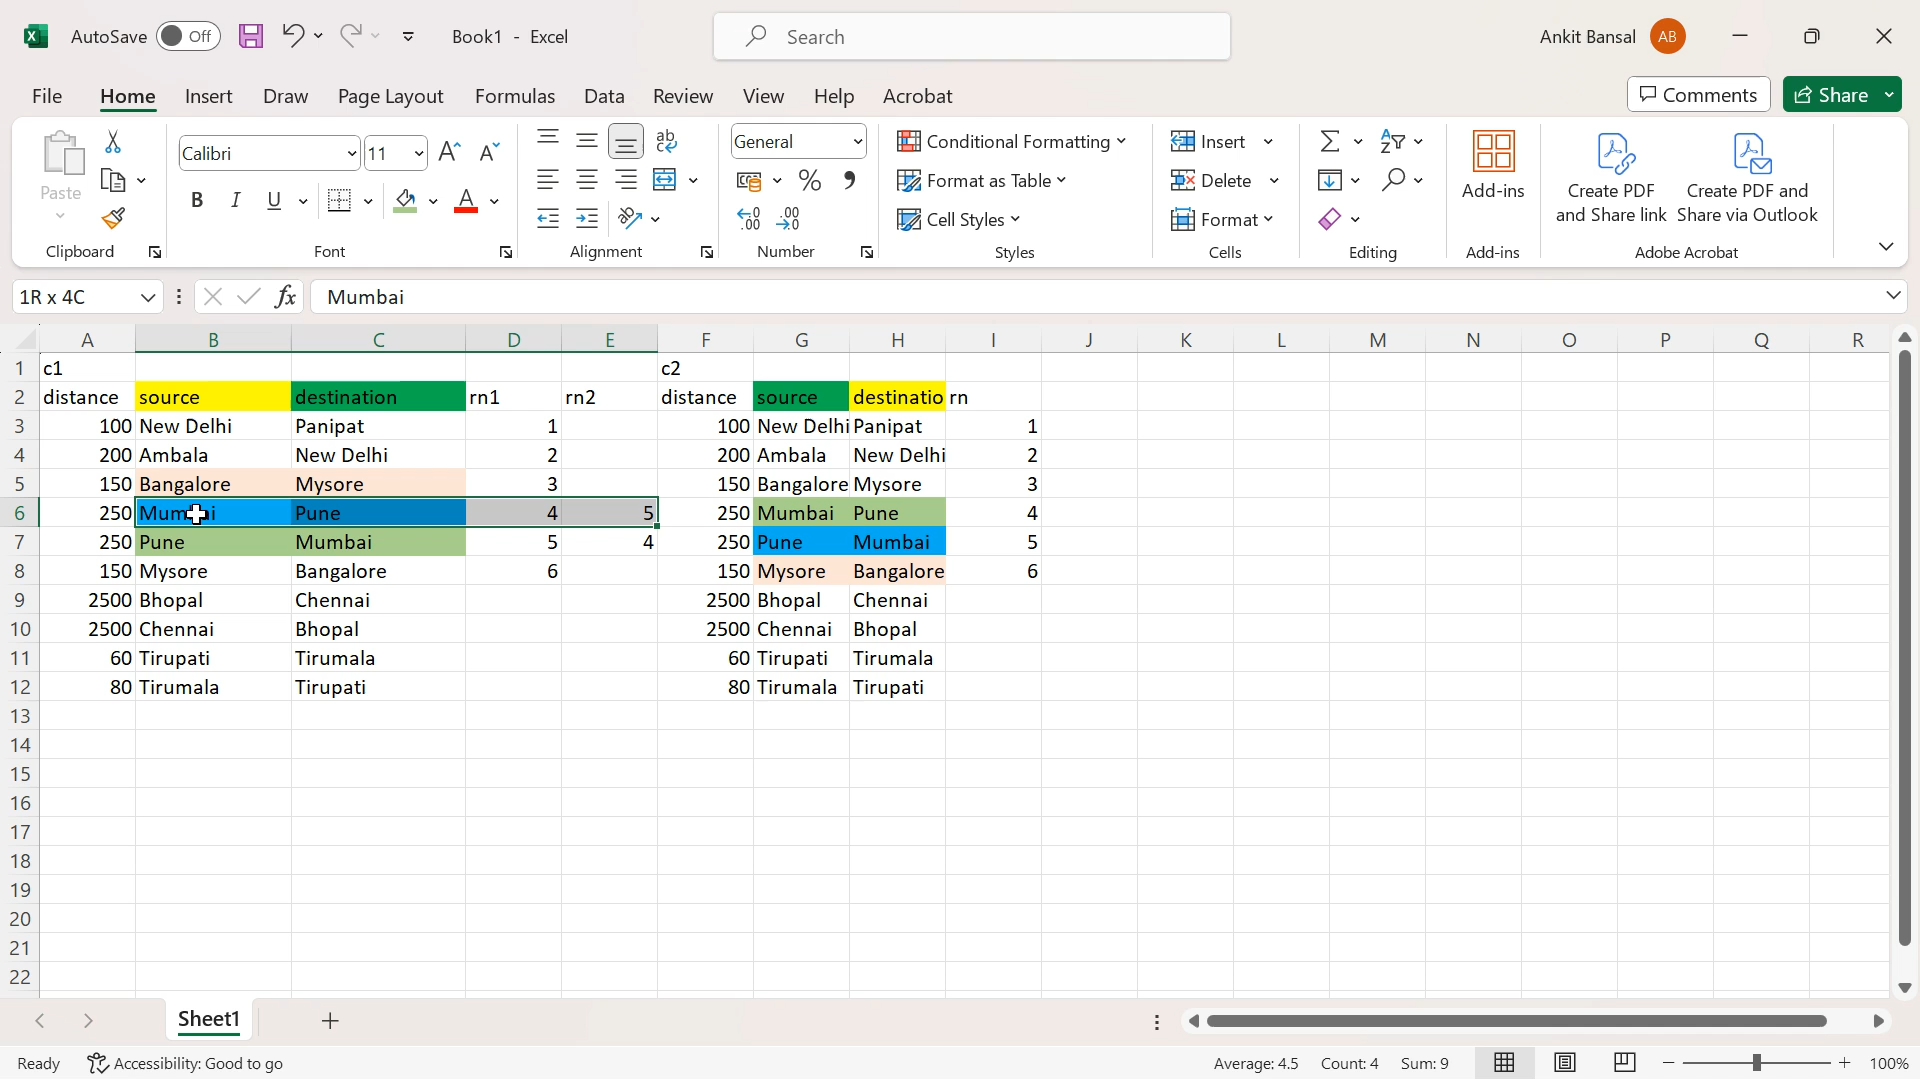 AutoSave Off Book1 - Excel Search Ankit Bansal AB
File Home Insert Draw Page Layout Formulas Data Review View Help Acrobat Comments Share
Paste Clipboard
Calibri 11 B I U A Font
ab Alignment
General % Number
Conditional Formatting
Format as Table
Cell Styles
Styles
Insert
Delete
Format
Cells
Editing
Add-ins
Add-ins
Create PDF and Share link
Create PDF and Share via Outlook
Adobe Acrobat
1R x 4C fx Mumbai
A B C D E F G H I J K L M N O P Q R
1 c1 c2
2 distance source destination rn1 rn2 distance source destinatio rn
3 100 New Delhi Panipat 1 100 New Delhi Panipat 1
4 200 Ambala New Delhi 2 200 Ambala New Delhi 2
5 150 Bangalore Mysore 3 150 Bangalore Mysore 3
6 250 Mumbai Pune 4 5 250 Mumbai Pune 4
7 250 Pune Mumbai 5 4 250 Pune Mumbai 5
8 150 Mysore Bangalore 6 150 Mysore Bangalore 6
9 2500 Bhopal Chennai 2500 Bhopal Chennai
10 2500 Chennai Bhopal 2500 Chennai Bhopal
11 60 Tirupati Tirumala 60 Tirupati Tirumala
12 80 Tirumala Tirupati 80 Tirumala Tirupati
13
14
15
16
17
18
19
20
21
22
Sheet1
Ready Accessibility: Good to go Average: 4.5 Count: 4 Sum: 9 100%